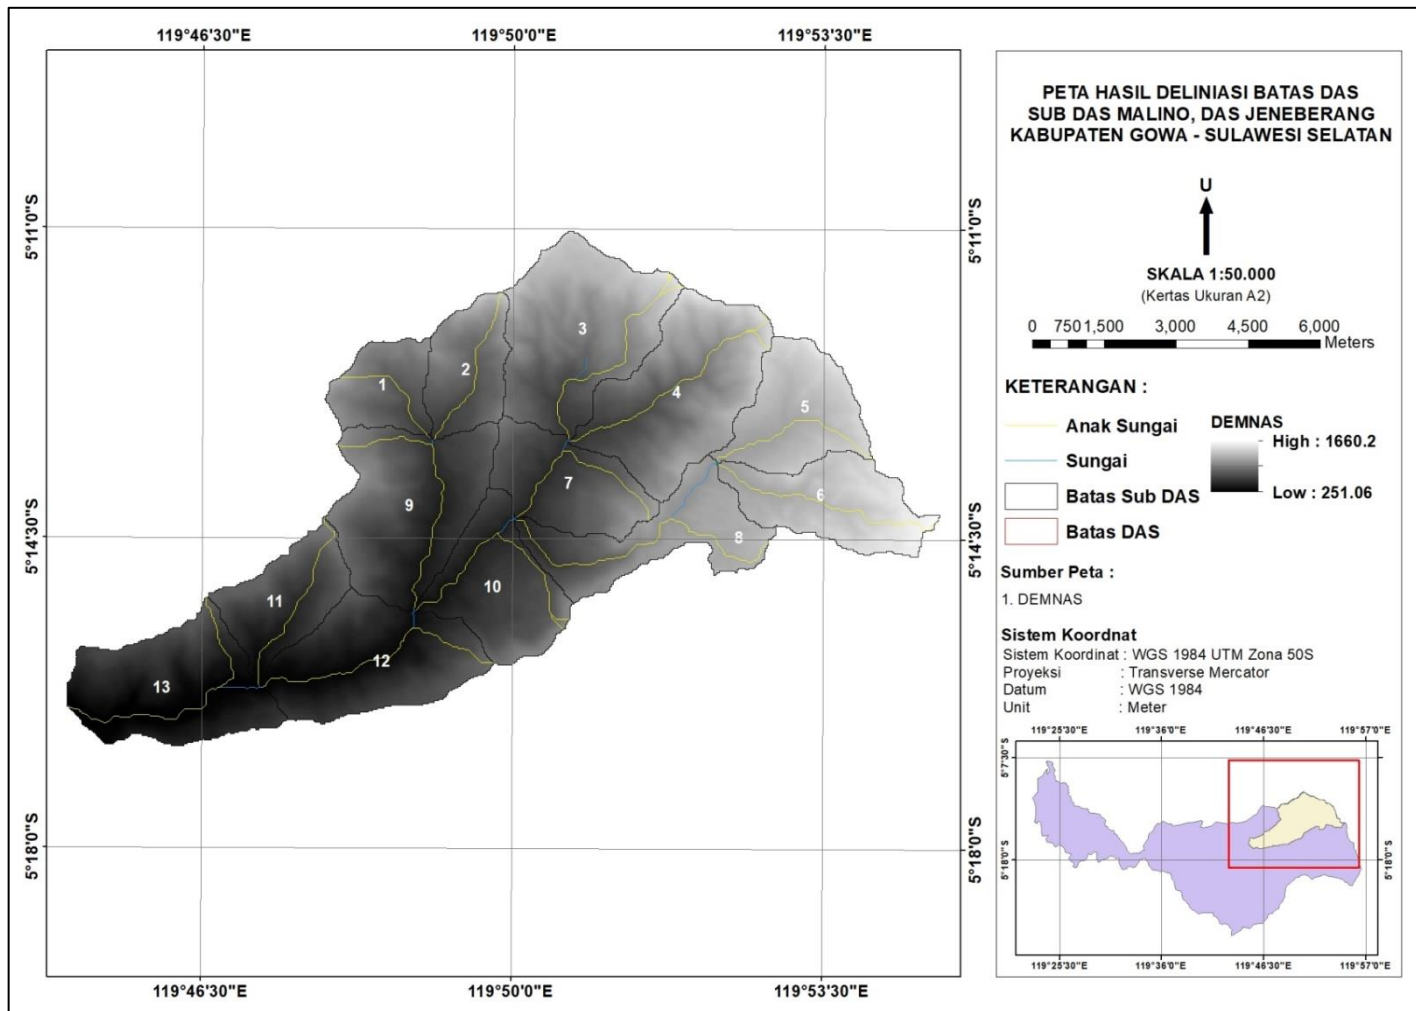 119°46'30"E 119°50'0"E 119°53'30"E
5°11'0"S 5°11'0"S
5°14'30"S 5°14'30"S
5°18'0"S 5°18'0"S
119°46'30"E 119°50'0"E 119°53'30"E
3
2
1
4
5
7
6
9
8
10
11
12
13
PETA HASIL DELINIASI BATAS DAS
SUB DAS MALINO, DAS JENEBERANG
KABUPATEN GOWA - SULAWESI SELATAN
U
SKALA 1:50.000
(Kertas Ukuran A2)
0 750 1,500 3,000 4,500 6,000
Meters
KETERANGAN :
Anak Sungai
Sungai
Batas Sub DAS
Batas DAS
DEMNAS
High : 1660.2
Low : 251.06
Sumber Peta :
1. DEMNAS
Sistem Koordnat
Sistem Koordinat : WGS 1984 UTM Zona 50S
Proyeksi : Transverse Mercator
Datum : WGS 1984
Unit : Meter
119°25'30"E 119°36'0"E 119°46'30"E 119°57'0"E
5°7'30"S 5°7'30"S
5°18'0"S 5°18'0"S
119°25'30"E 119°36'0"E 119°46'30"E 119°57'0"E